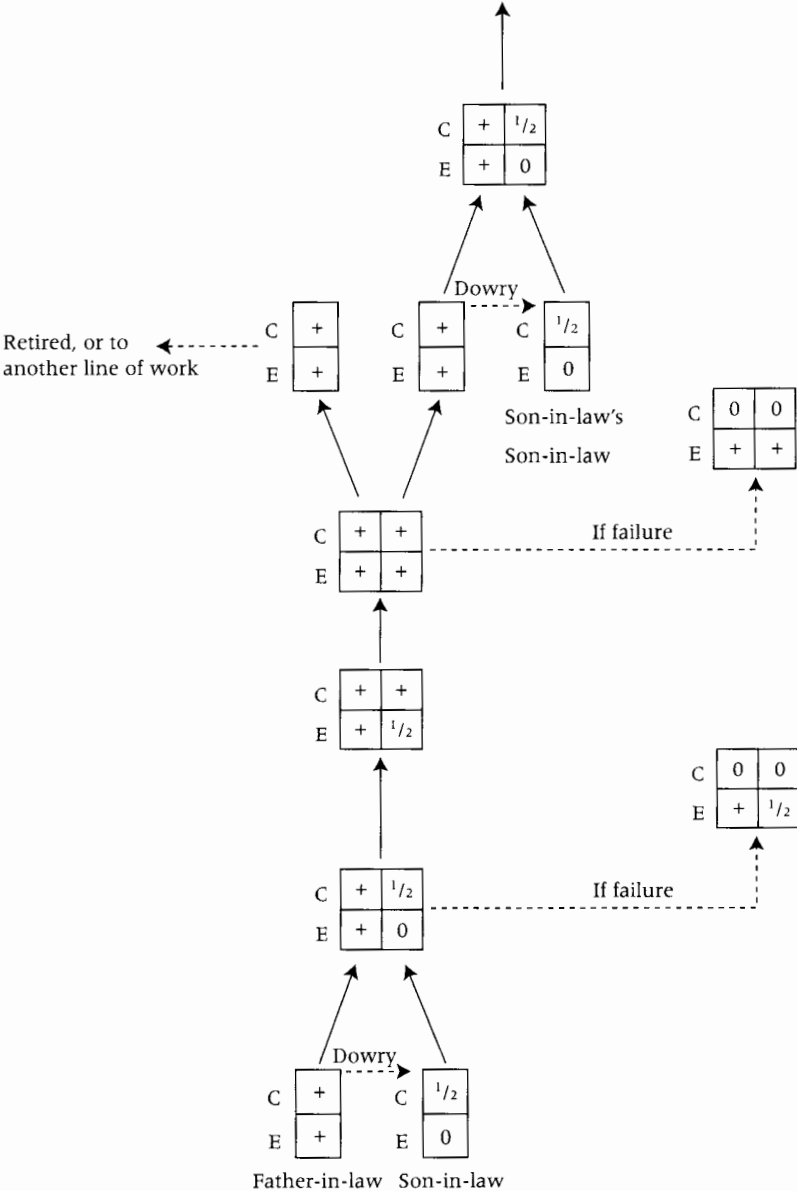 C + ¹/₂
E + 0
Dowry
C + C + C ¹/₂
Retired, or to
another line of work
E + E + E 0
Son-in-law's
Son-in-law
C 0 0
E + +
C + +
If failure
E + +
C + +
E + ¹/₂
C 0 0
E + ¹/₂
C + ¹/₂
If failure
E + 0
Dowry
C + C ¹/₂
E + E 0
Father-in-law Son-in-law